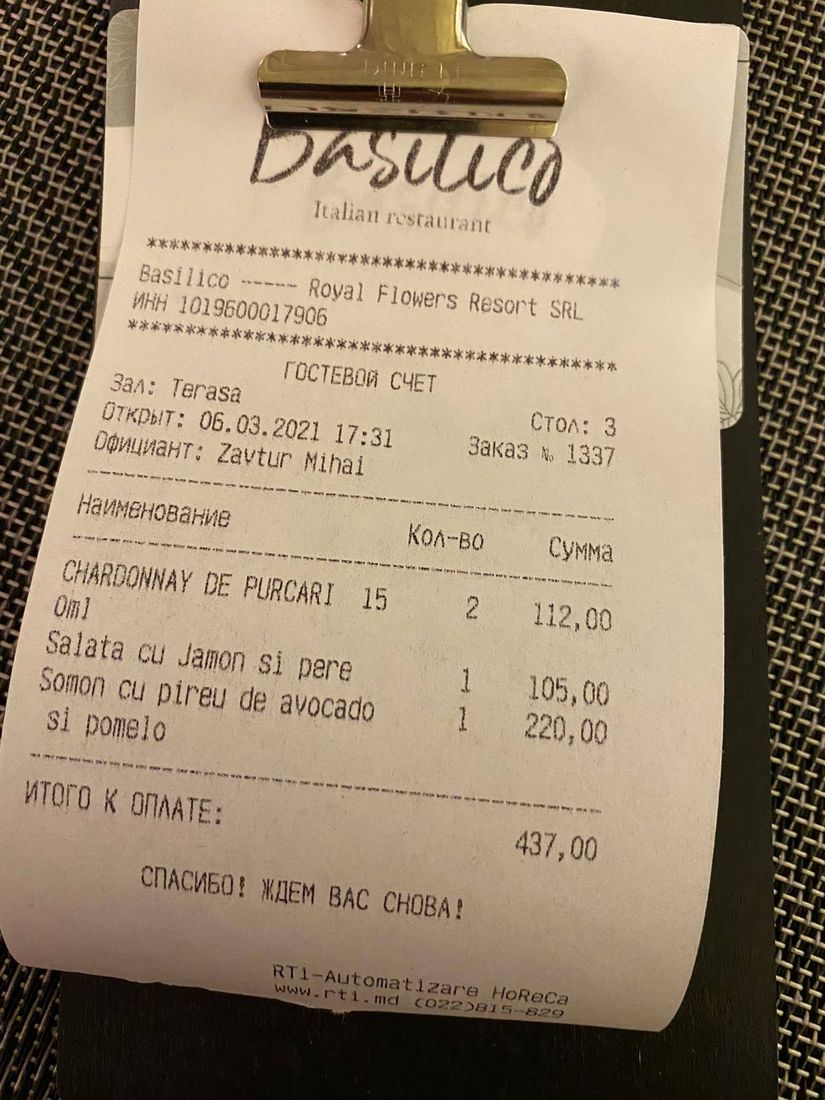 Basilico
Italian restaurant
******************************************
Basilico ----- Royal Flowers Resort SRL
ИНН 1019600017906
******************************************
ГОСТЕВОЙ СЧЕТ
Зал: Terasa Стол: 3
Открыт: 06.03.2021 17:31 Заказ № 1337
Официант: Zavtur Mihai
Наименование Кол-во Сумма
CHARDONNAY DE PURCARI 15 2 112,00
0ml
Salata cu Jamon si pere 1 105,00
Somon cu pireu de avocado 1 220,00
si pomelo
ИТОГО К ОПЛАТЕ: 437,00
СПАСИБО! ЖДЕМ ВАС СНОВА!
RTi-Automatizare HoReCa
www.rti.md (022)815-829